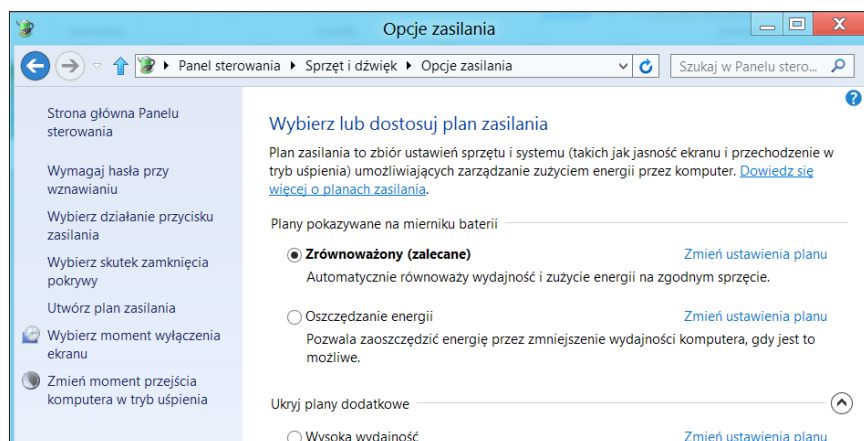 Opcje zasilania
Panel sterowania
Sprzęt i dźwięk
Opcje zasilania
Szukaj w Panelu stero...
Strona główna Panelu
sterowania
Wymagaj hasła przy
wznawianiu
Wybierz działanie przycisku
zasilania
Wybierz skutek zamknięcia
pokrywy
Utwórz plan zasilania
Wybierz moment wyłączenia
ekranu
Zmień moment przejścia
komputera w tryb uśpienia
Wybierz lub dostosuj plan zasilania
Plan zasilania to zbiór ustawień sprzętu i systemu (takich jak jasność ekranu i przechodzenie w
tryb uśpienia) umożliwiających zarządzanie zużyciem energii przez komputer. Dowiedz się
więcej o planach zasilania.
Plany pokazywane na mierniku baterii
Zrównoważony (zalecane) Zmień ustawienia planu
Automatycznie równoważy wydajność i zużycie energii na zgodnym sprzęcie.
Oszczędzanie energii Zmień ustawienia planu
Pozwala zaoszczędzić energię przez zmniejszenie wydajności komputera, gdy jest to
możliwe.
Ukryj plany dodatkowe
Wysoka wydajność Zmień ustawienia planu